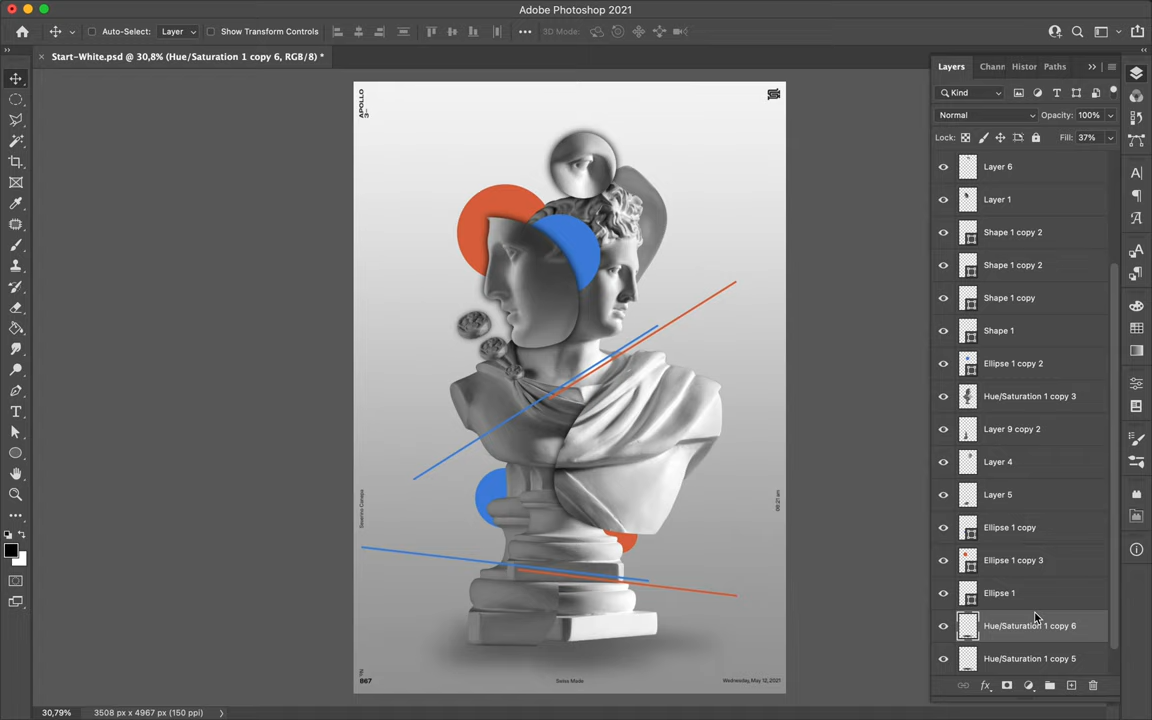 Adobe Photoshop 2021
Auto-Select:
Layer
Show Transform Controls
3D Mode:
Start-White.psd @ 30,8% (Hue/Saturation 1 copy 6, RGB/8) *
Layers
Chann
Histor
Paths
Kind
Normal
Opacity: 100%
Lock:
Fill: 37%
Layer 6
Layer 1
Shape 1 copy 2
Shape 1 copy 2
Shape 1 copy
Shape 1
Ellipse 1 copy 2
Hue/Saturation 1 copy 3
Layer 9 copy 2
Layer 4
Layer 5
Ellipse 1 copy
Ellipse 1 copy 3
Ellipse 1
Hue/Saturation 1 copy 6
Hue/Saturation 1 copy 5
fx
APOLLO
00:21 am
867
Swiss Made
Wednesday, May 12, 2021
30,79%
3508 px x 4967 px (150 ppi)